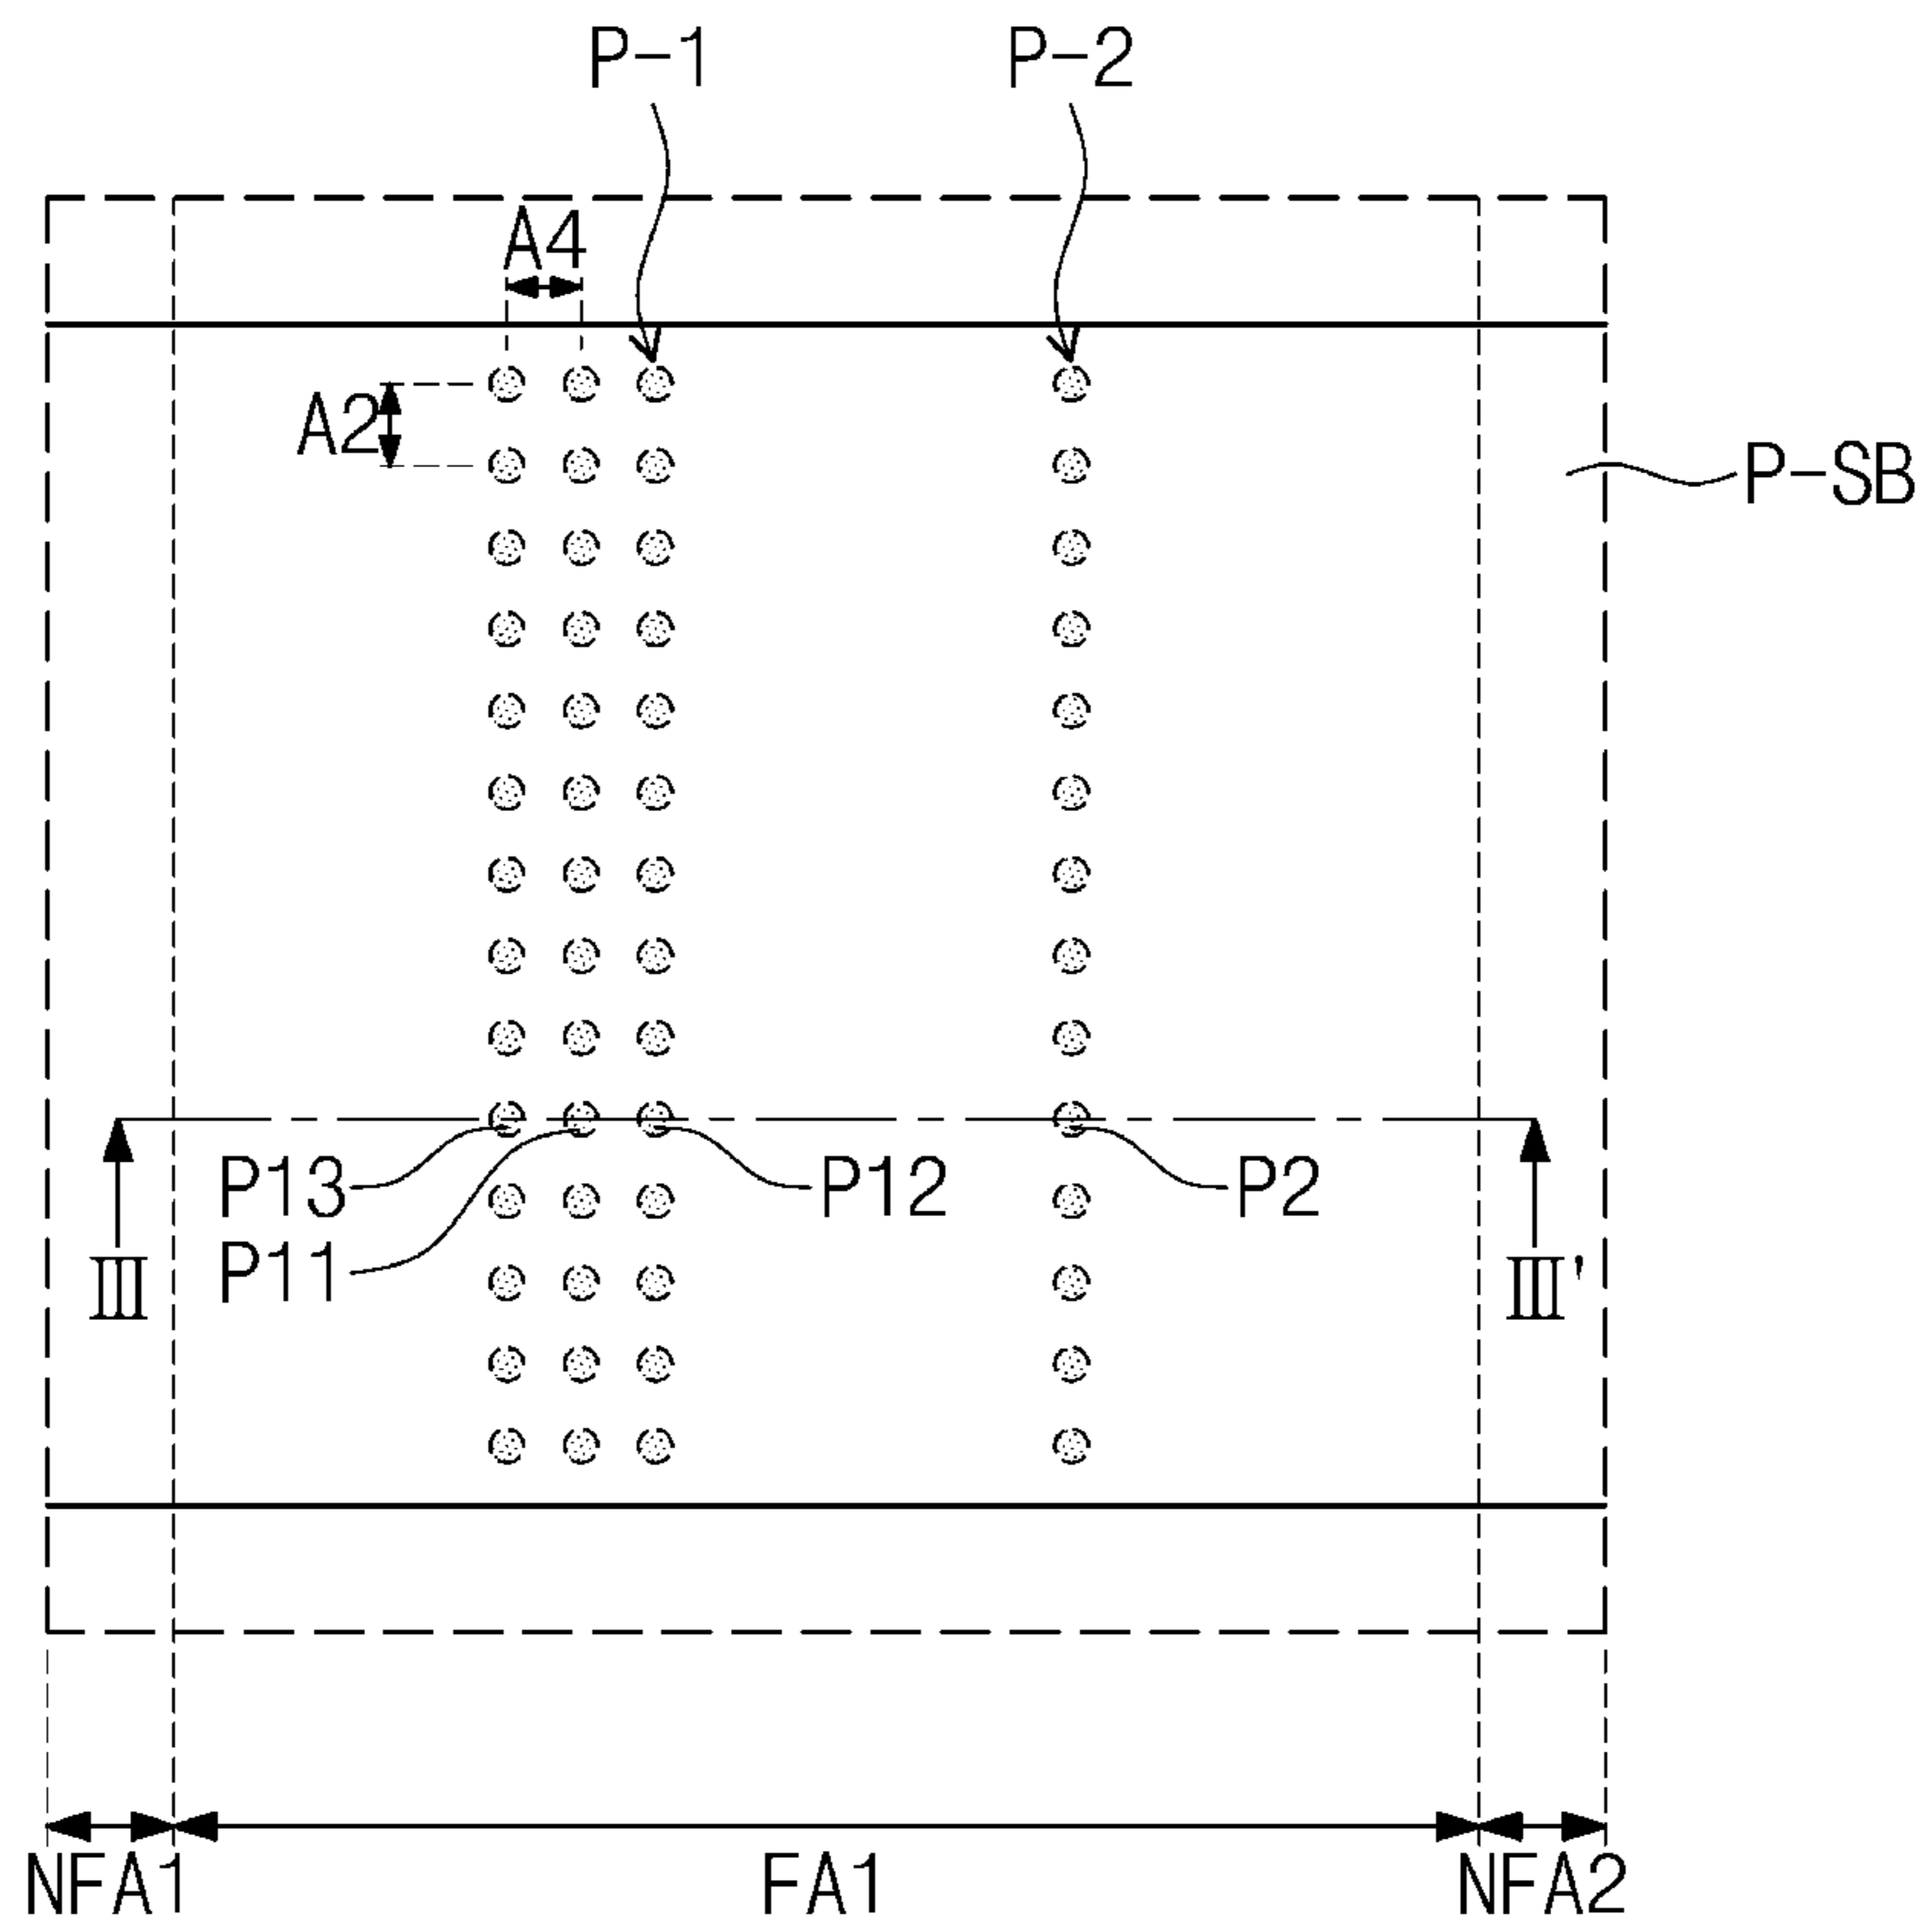 P-1
P-2
A4
A2
P-SB
P13
P12
P2
P11
Ⅲ
Ⅲ'
NFA1
FA1
NFA2